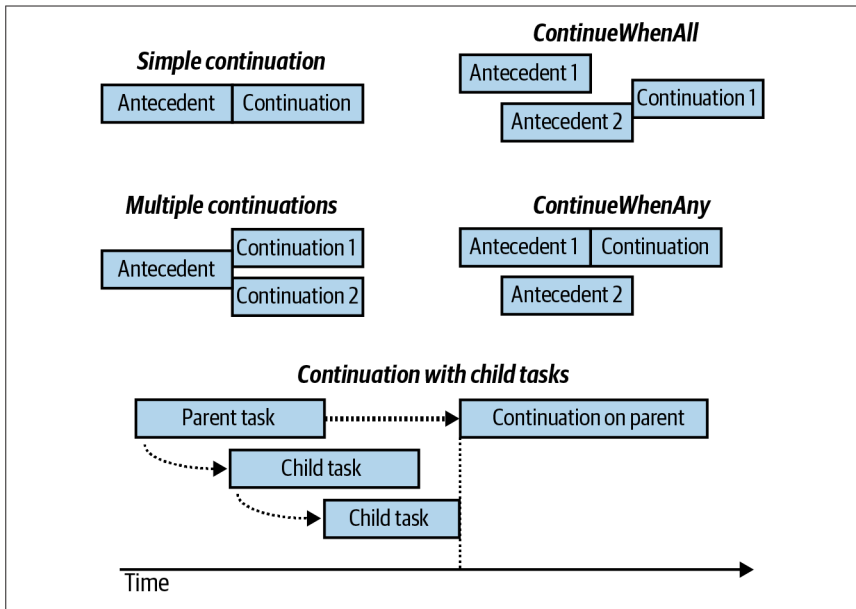 Simple continuation
Antecedent
Continuation
ContinueWhenAll
Antecedent 1
Antecedent 2
Continuation 1
Multiple continuations
Antecedent
Continuation 1
Continuation 2
ContinueWhenAny
Antecedent 1
Continuation
Antecedent 2
Continuation with child tasks
Parent task
Continuation on parent
Child task
Child task
Time